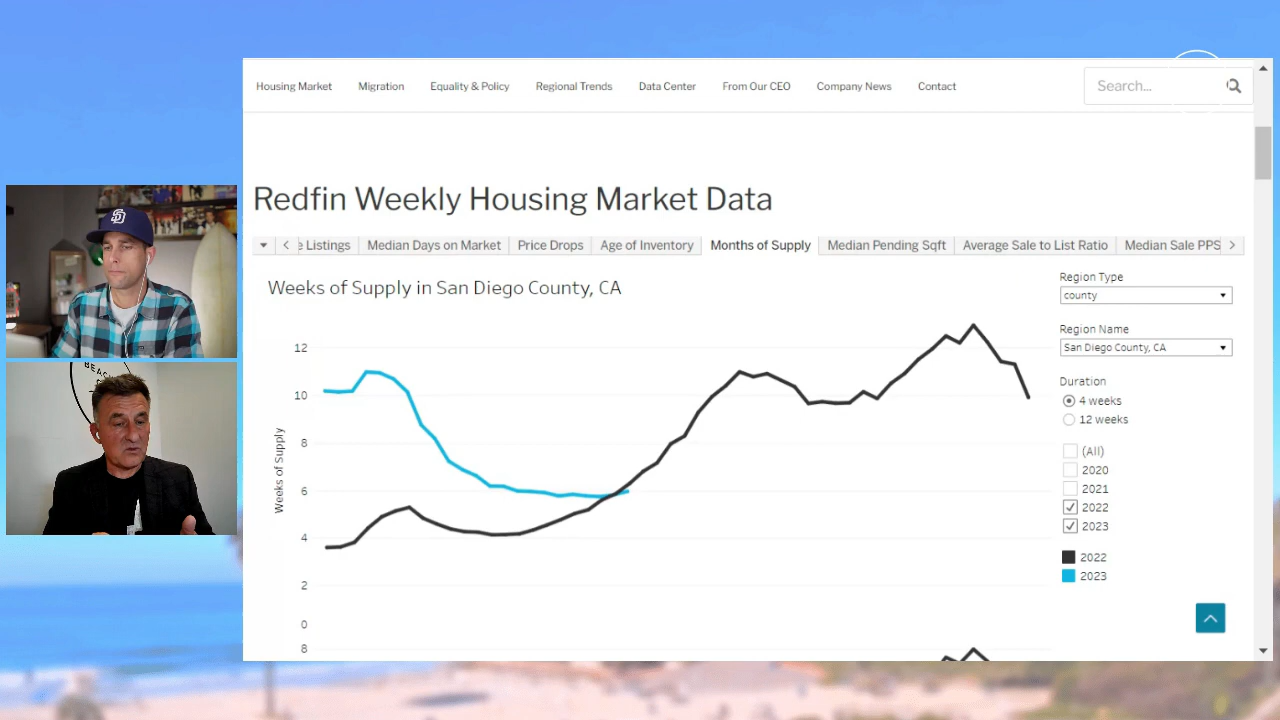 Housing Market Migration Equality & Policy Regional Trends Data Center From Our CEO Company News Contact Search...
Redfin Weekly Housing Market Data
e Listings Median Days on Market Price Drops Age of Inventory Months of Supply Median Pending Sqft Average Sale to List Ratio Median Sale PPS
Weeks of Supply in San Diego County, CA
Region Type
county
Region Name
San Diego County, CA
Duration
4 weeks
12 weeks
(All)
2020
2021
2022
2023
2022
2023
Weeks of Supply
12
10
8
6
4
2
0
8
SD
BEACH